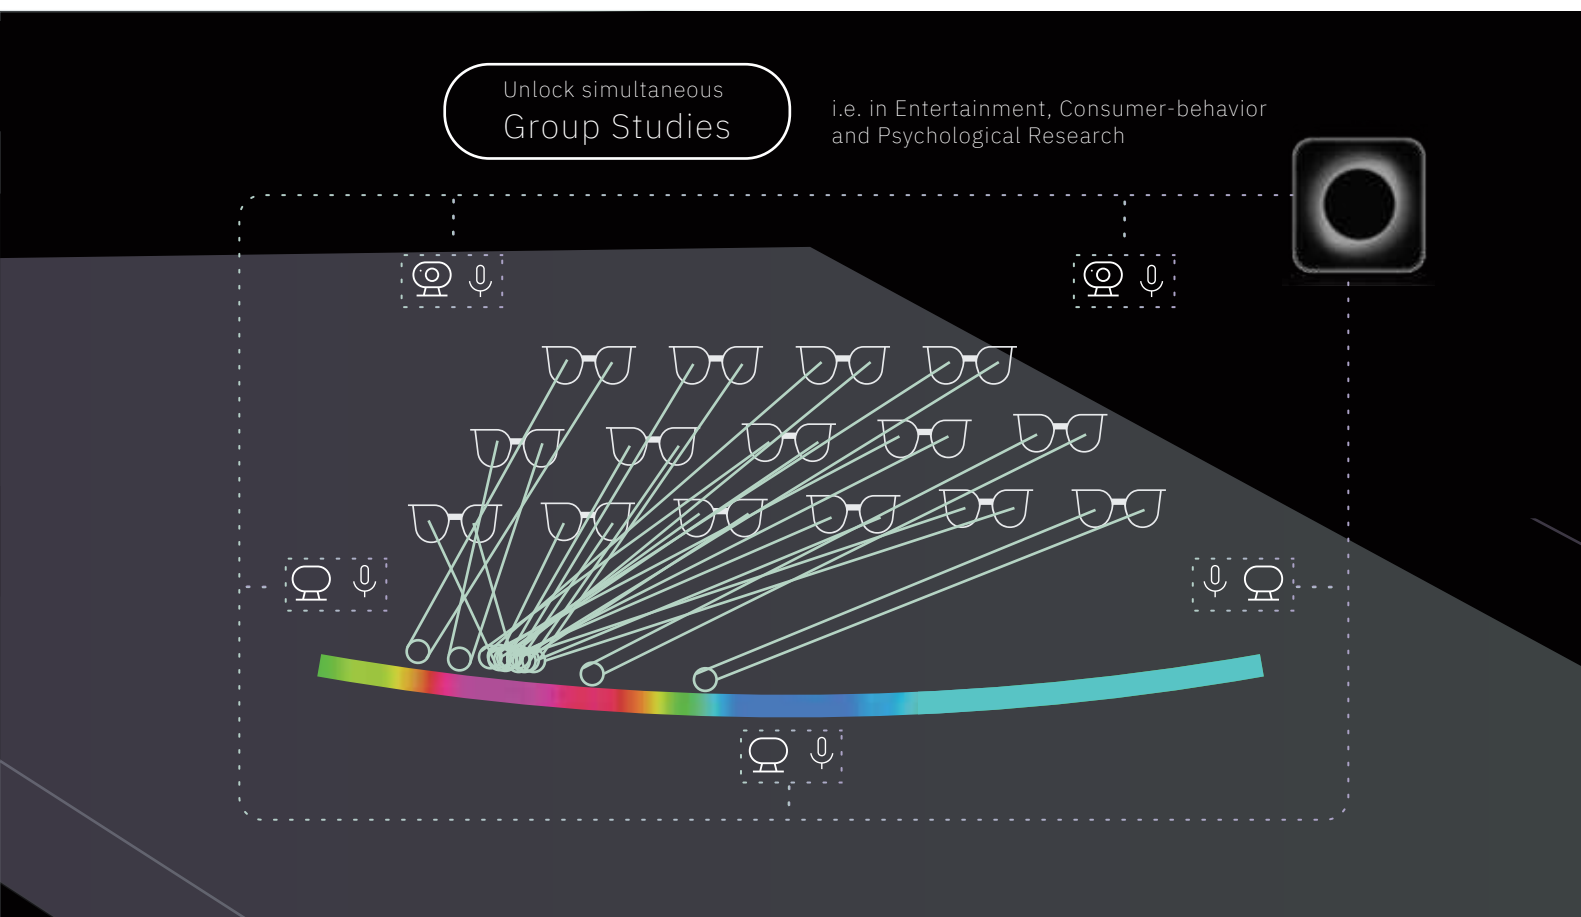 Unlock simultaneous
Group Studies
i.e. in Entertainment, Consumer-behavior
and Psychological Research